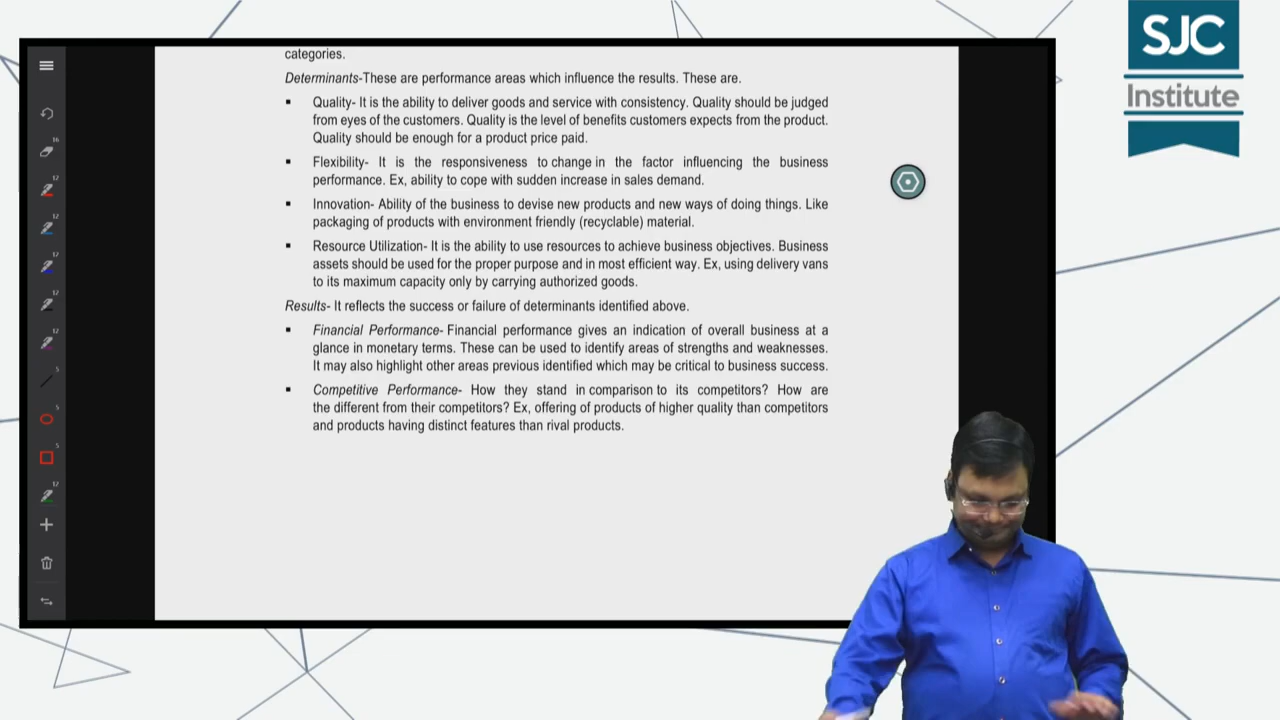 SJC
Institute
categories.
Determinants-These are performance areas which influence the results. These are.
▪ Quality- It is the ability to deliver goods and service with consistency. Quality should be judged
from eyes of the customers. Quality is the level of benefits customers expects from the product.
Quality should be enough for a product price paid.
▪ Flexibility- It is the responsiveness to change in the factor influencing the business
performance. Ex, ability to cope with sudden increase in sales demand.
▪ Innovation- Ability of the business to devise new products and new ways of doing things. Like
packaging of products with environment friendly (recyclable) material.
▪ Resource Utilization- It is the ability to use resources to achieve business objectives. Business
assets should be used for the proper purpose and in most efficient way. Ex, using delivery vans
to its maximum capacity only by carrying authorized goods.
Results- It reflects the success or failure of determinants identified above.
▪ Financial Performance- Financial performance gives an indication of overall business at a
glance in monetary terms. These can be used to identify areas of strengths and weaknesses.
It may also highlight other areas previous identified which may be critical to business success.
▪ Competitive Performance- How they stand in comparison to its competitors? How are
the different from their competitors? Ex, offering of products of higher quality than competitors
and products having distinct features than rival products.